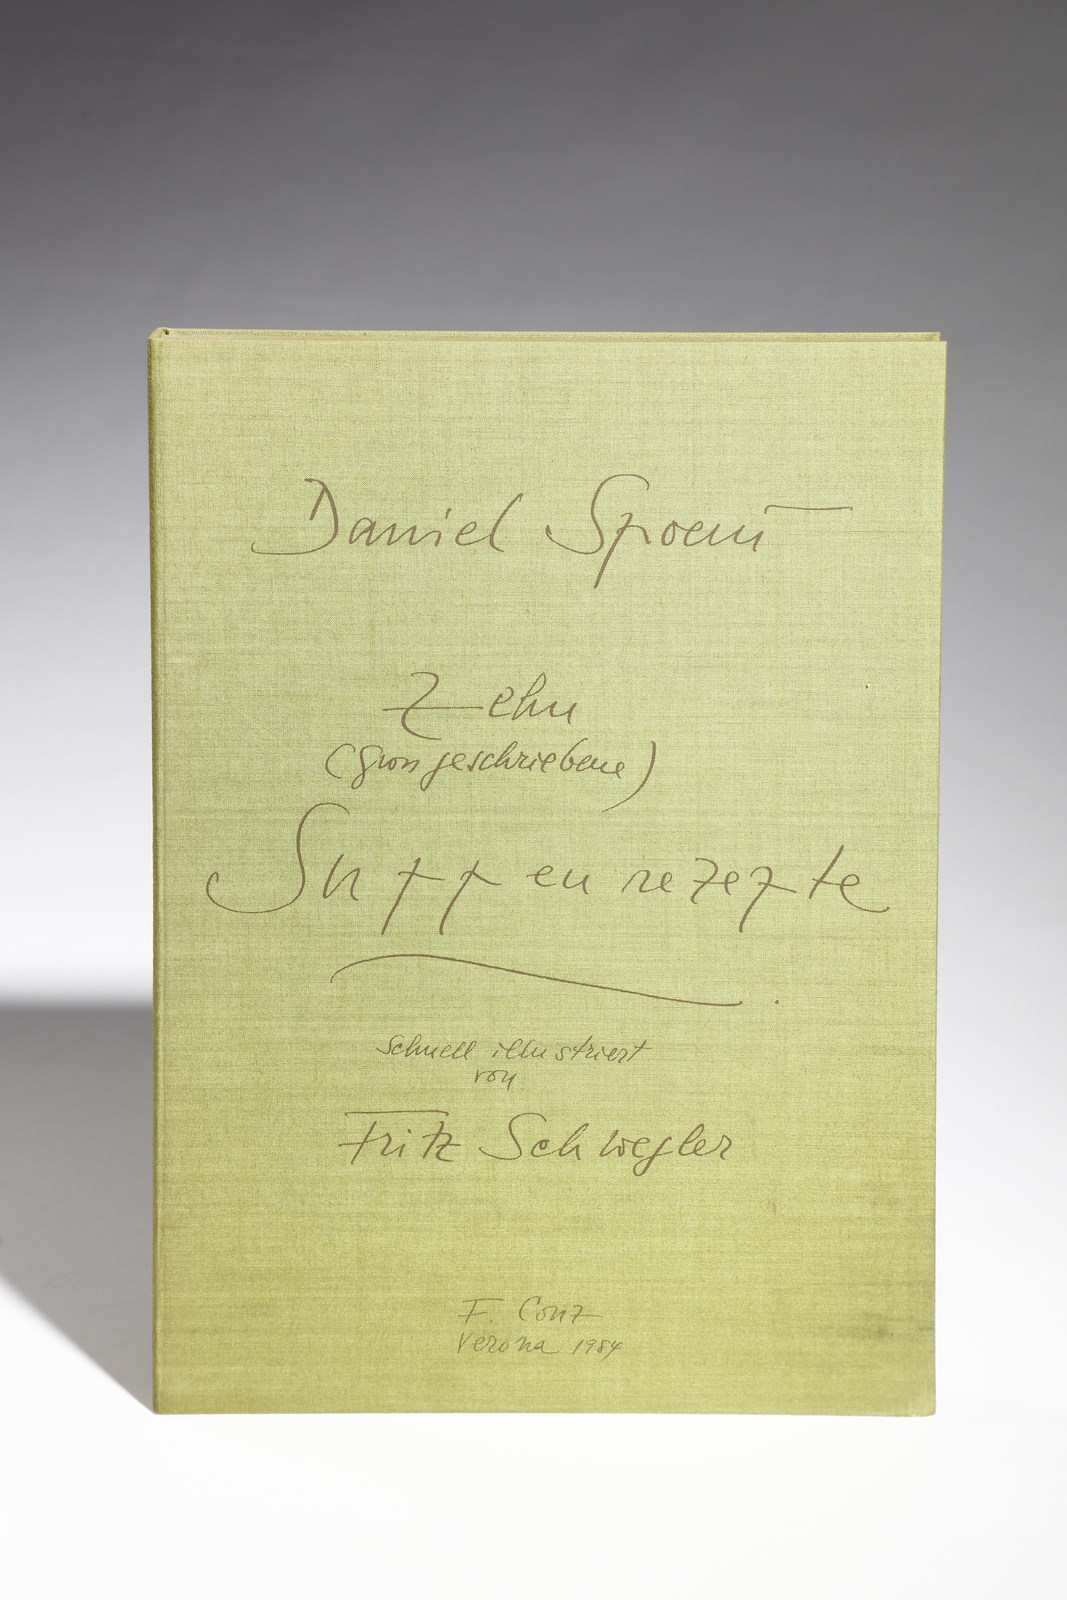 Daniel Spoerri
Zehn
(gross geschriebene)
Suppenrezepte
schnell illustriert
von
Fritz Schwegler
F. Conz
Verona 1984